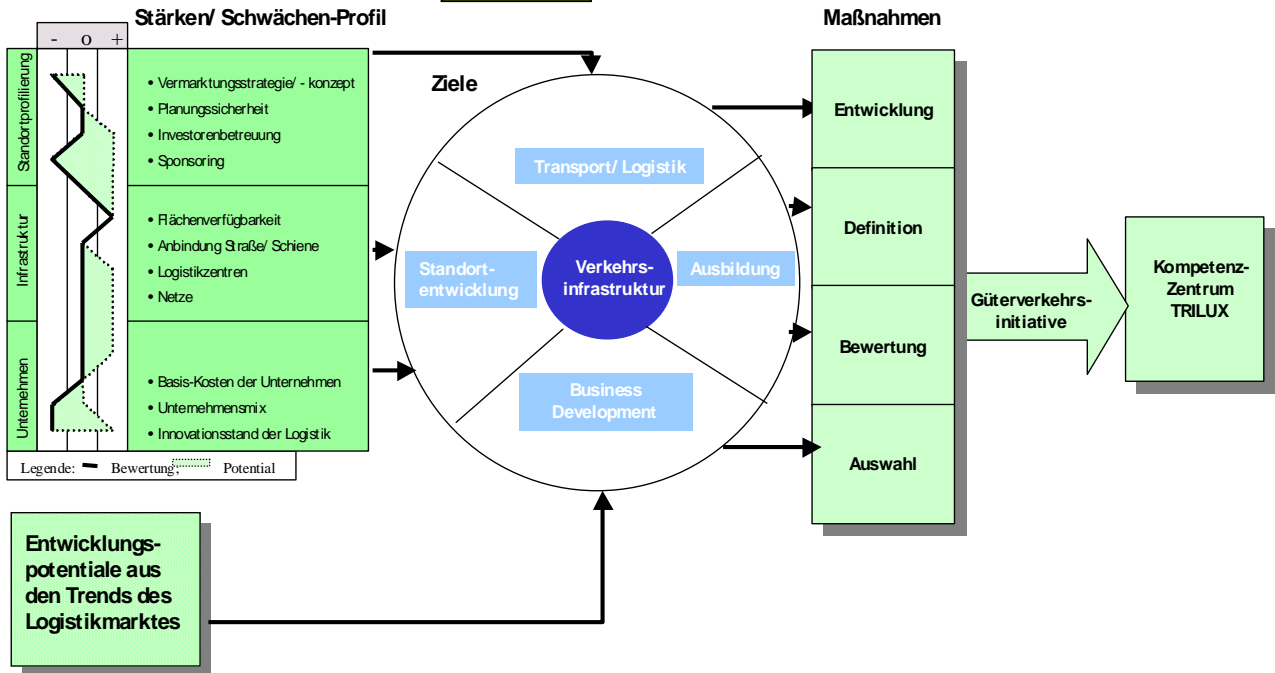 Stärken/ Schwächen-Profil
- o +
Standortprofilierung
• Vermarktungsstrategie/ - konzept
• Planungssicherheit
• Investorenbetreuung
• Sponsoring
Infrastruktur
• Flächenverfügbarkeit
• Anbindung Straße/ Schiene
• Logistikzentren
• Netze
Unternehmen
• Basis-Kosten der Unternehmen
• Unternehmensmix
• Innovationsstand der Logistik
Legende: Bewertung, Potential
Entwicklungs-
potentiale aus
den Trends des
Logistikmarktes
Ziele
Transport/ Logistik
Standort-
entwicklung
Verkehrs-
infrastruktur
Ausbildung
Business
Development
Maßnahmen
Entwicklung
Definition
Bewertung
Auswahl
Güterverkehrs-
initiative
Kompetenz-
Zentrum
TRILUX